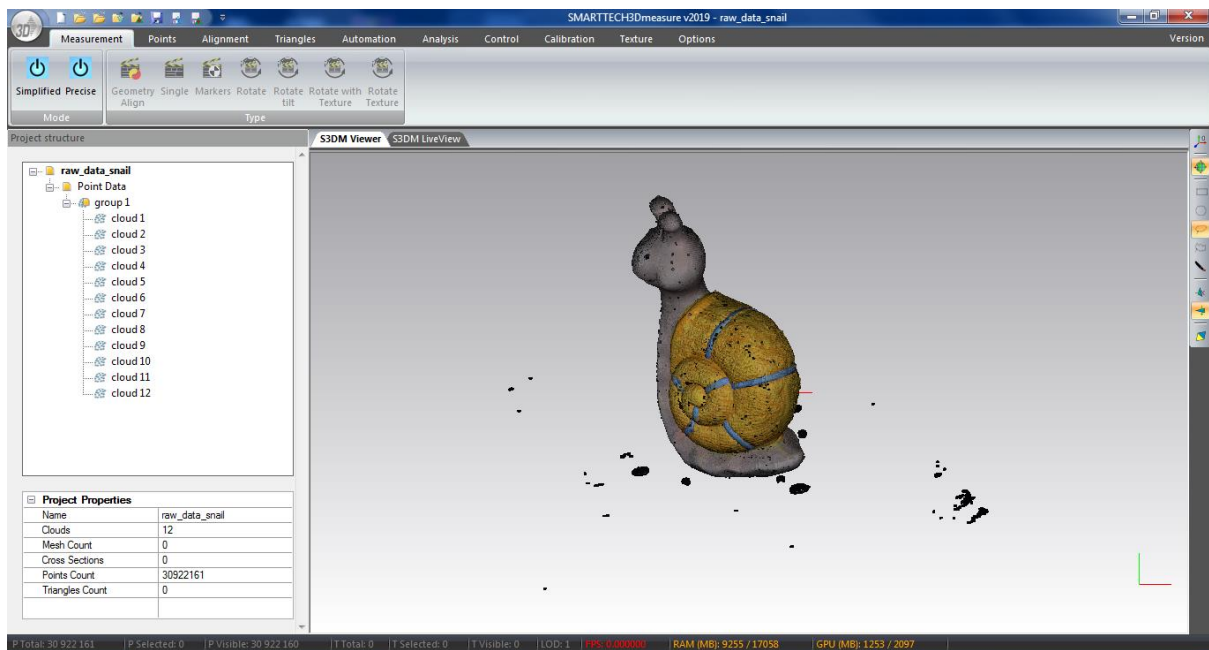 SMARTTECH3Dmeasure v2019 - raw_data_snail
3D
Measurement Points Alignment Triangles Automation Analysis Control Calibration Texture Options Version
Simplified Precise Geometry Align Single Markers Rotate Rotate tilt Rotate with Texture Rotate Texture
Mode Type
Project structure S3DM Viewer S3DM LiveView
raw_data_snail
Point Data
group 1
cloud 1
cloud 2
cloud 3
cloud 4
cloud 5
cloud 6
cloud 7
cloud 8
cloud 9
cloud 10
cloud 11
cloud 12
Project Properties
Name raw_data_snail
Clouds 12
Mesh Count 0
Cross Sections 0
Points Count 30922161
Triangles Count 0
P Total: 30 922 161 | P Selected: 0 | P Visible: 30 922 160 | T Total: 0 | T Selected: 0 | T Visible: 0 | LOD: 1 | FPS: 0.000000 | RAM (MB): 9255 / 17058 | GPU (MB): 1253 / 2097